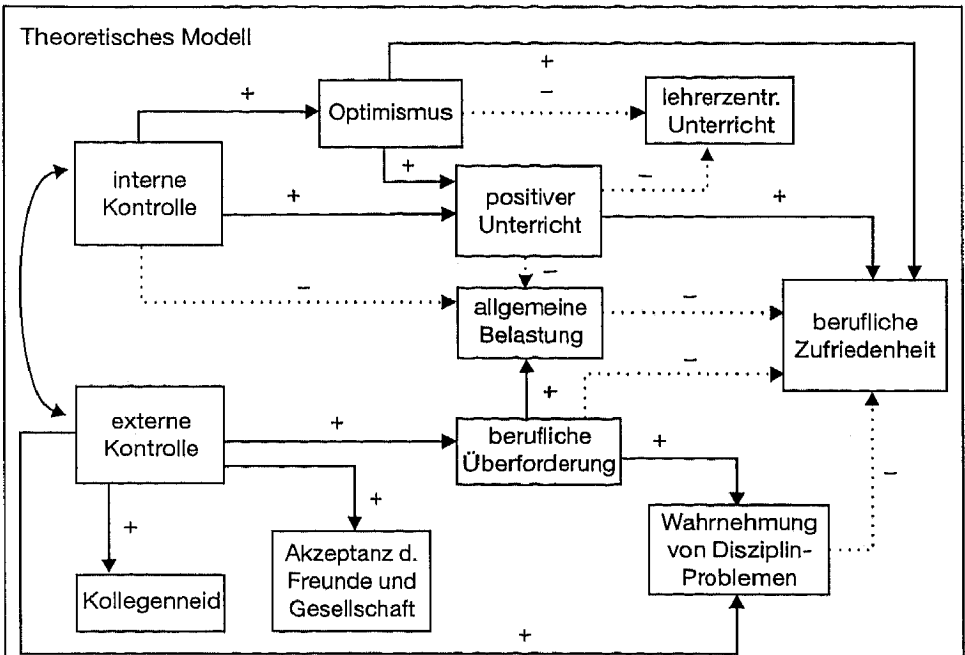 Theoretisches Modell
+
+
Optimismus
–
lehrerzentr.
Unterricht
+
interne
Kontrolle
+
positiver
Unterricht
–
+
–
–
allgemeine
Belastung
–
berufliche
Zufriedenheit
–
+
externe
Kontrolle
+
berufliche
Überforderung
+
–
+
+
Akzeptanz d.
Freunde und
Gesellschaft
Wahrnehmung
von Disziplin-
Problemen
Kollegenneid
+